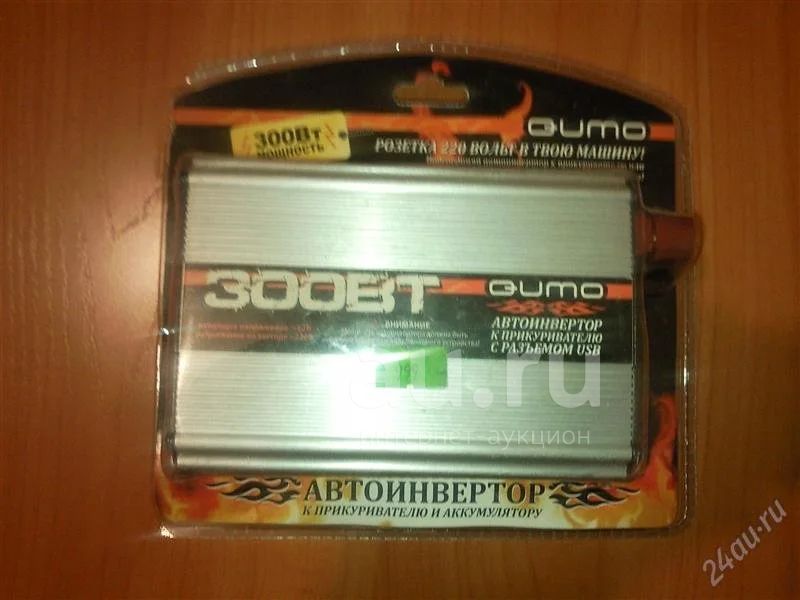 300Вт
МОЩНОСТЬ
QUMO
РОЗЕТКА 220 ВОЛЬТ В ТВОЮ МАШИНУ!
300ВТ
QUMO
ВНИМАНИЕ
АВТОИНВЕРТОР
К ПРИКУРИВАТЕЛЮ
С РАЗЪЕМОМ USB
au.ru
интернет-аукцион
АВТОИНВЕРТОР
К ПРИКУРИВАТЕЛЮ И АККУМУЛЯТОРУ
24au.ru